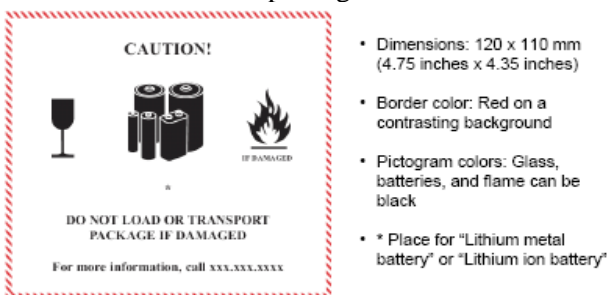 CAUTION!
IF DAMAGED
*
DO NOT LOAD OR TRANSPORT
PACKAGE IF DAMAGED
For more information, call xxx.xxx.xxxx
• Dimensions: 120 x 110 mm
(4.75 inches x 4.35 inches)
• Border color: Red on a
contrasting background
• Pictogram colors: Glass,
batteries, and flame can be
black
• * Place for “Lithium metal
battery” or “Lithium ion battery”